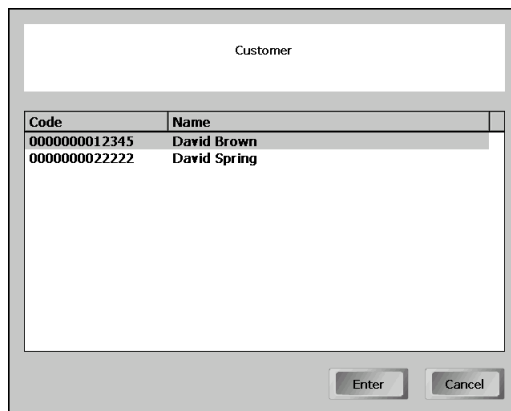 Customer
Code Name
0000000012345 David Brown
0000000022222 David Spring
Enter Cancel